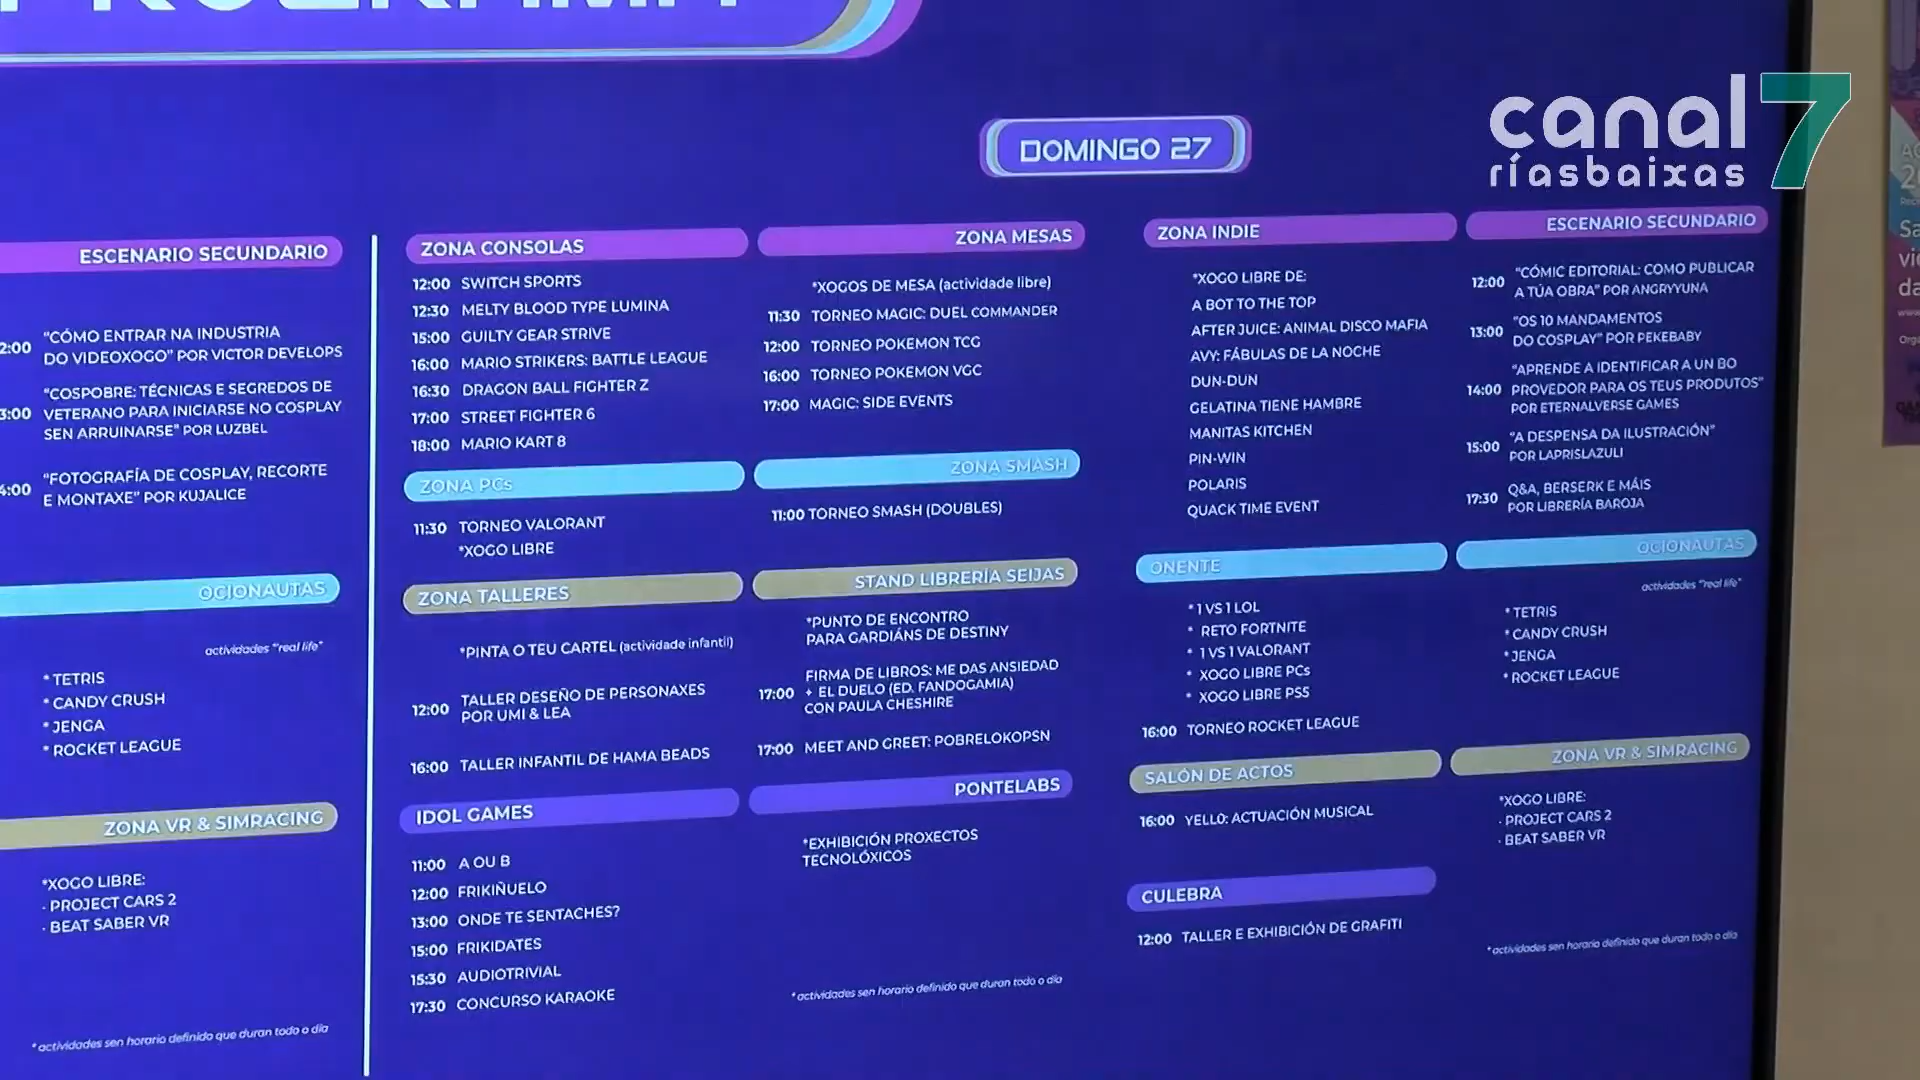 PROGRAMA
canal 7
ríasbaixas
DOMINGO 27
ESCENARIO SECUNDARIO
"CÓMO ENTRAR NA INDUSTRIA
2:00
DO VIDEOXOGO" POR VICTOR DEVELOPS
"COSPOBRE: TÉCNICAS E SEGREDOS DE
3:00 VETERANO PARA INICIARSE NO COSPLAY
SEN ARRUINARSE" POR LUZBEL
"FOTOGRAFÍA DE COSPLAY, RECORTE
4:00
E MONTAXE" POR KUJALICE
OCIONAUTAS
actividades "real life"
* TETRIS
* CANDY CRUSH
* JENGA
* ROCKET LEAGUE
ZONA VR & SIMRACING
*XOGO LIBRE:
· PROJECT CARS 2
· BEAT SABER VR
* actividades sen horario definido que duran todo o día
ZONA CONSOLAS
12:00 SWITCH SPORTS
12:30 MELTY BLOOD TYPE LUMINA
15:00 GUILTY GEAR STRIVE
16:00 MARIO STRIKERS: BATTLE LEAGUE
16:30 DRAGON BALL FIGHTER Z
17:00 STREET FIGHTER 6
18:00 MARIO KART 8
ZONA PCs
11:30 TORNEO VALORANT
*XOGO LIBRE
ZONA TALLERES
*PINTA O TEU CARTEL (actividade infantil)
12:00 TALLER DESEÑO DE PERSONAXES
POR UMI & LEA
16:00 TALLER INFANTIL DE HAMA BEADS
IDOL GAMES
11:00 A OU B
12:00 FRIKIÑUELO
13:00 ONDE TE SENTACHES?
15:00 FRIKIDATES
15:30 AUDIOTRIVIAL
17:30 CONCURSO KARAOKE
ZONA MESAS
*XOGOS DE MESA (actividade libre)
11:30 TORNEO MAGIC: DUEL COMMANDER
12:00 TORNEO POKEMON TCG
16:00 TORNEO POKEMON VGC
17:00 MAGIC: SIDE EVENTS
ZONA SMASH
11:00 TORNEO SMASH (DOUBLES)
STAND LIBRERÍA SEIJAS
*PUNTO DE ENCONTRO
PARA GARDIÁNS DE DESTINY
FIRMA DE LIBROS: ME DAS ANSIEDAD
17:00 + EL DUELO (ED. FANDOGAMIA)
CON PAULA CHESHIRE
17:00 MEET AND GREET: POBRELOKOPSN
PONTELABS
*EXHIBICIÓN PROXECTOS
TECNOLÓXICOS
* actividades sen horario definido que duran todo o día
ZONA INDIE
*XOGO LIBRE DE:
A BOT TO THE TOP
AFTER JUICE: ANIMAL DISCO MAFIA
AVY: FÁBULAS DE LA NOCHE
DUN-DUN
GELATINA TIENE HAMBRE
MANITAS KITCHEN
PIN-WIN
POLARIS
QUACK TIME EVENT
ONENTE
* 1 VS 1 LOL
* RETO FORTNITE
* 1 VS 1 VALORANT
* XOGO LIBRE PCs
* XOGO LIBRE PS5
16:00 TORNEO ROCKET LEAGUE
SALÓN DE ACTOS
16:00 YELL0: ACTUACIÓN MUSICAL
CULEBRA
12:00 TALLER E EXHIBICIÓN DE GRAFITI
ESCENARIO SECUNDARIO
12:00 "CÓMIC EDITORIAL: COMO PUBLICAR
A TÚA OBRA" POR ANGRYYUNA
13:00 "OS 10 MANDAMENTOS
DO COSPLAY" POR PEKEBABY
"APRENDE A IDENTIFICAR A UN BO
14:00 PROVEDOR PARA OS TEUS PRODUTOS"
POR ETERNALVERSE GAMES
15:00 "A DESPENSA DA ILUSTRACIÓN"
POR LAPRISLAZULI
17:30 Q&A, BERSERK E MÁIS
POR LIBRERÍA BAROJA
OCIONAUTAS
actividades "real life"
* TETRIS
* CANDY CRUSH
* JENGA
* ROCKET LEAGUE
ZONA VR & SIMRACING
*XOGO LIBRE:
· PROJECT CARS 2
· BEAT SABER VR
* actividades sen horario definido que duran todo o día